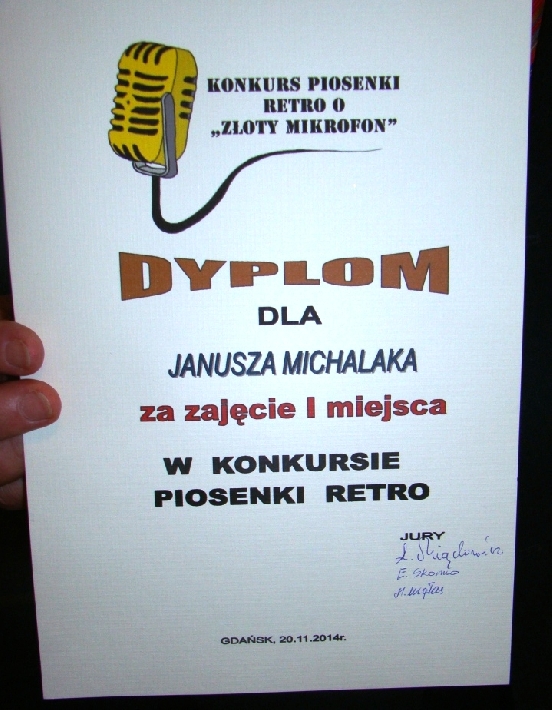 KONKURS PIOSENKI
RETRO O
„ZŁOTY MIKROFON”
DYPLOM
DLA
JANUSZA MICHALAKA
za zajęcie I miejsca
W KONKURSIE
PIOSENKI RETRO
JURY
GDAŃSK, 20.11.2014r.